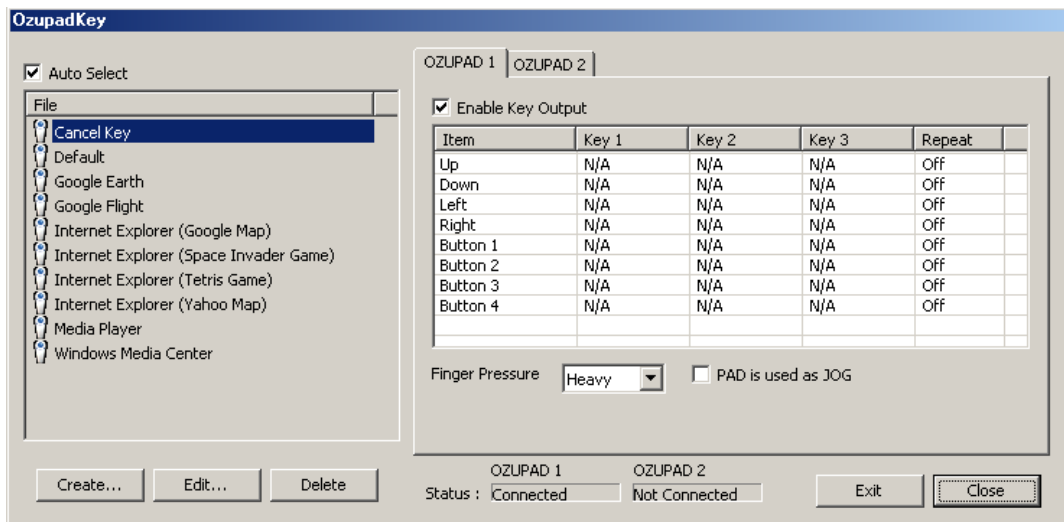 OzupadKey
Auto Select
File
Cancel Key
Default
Google Earth
Google Flight
Internet Explorer (Google Map)
Internet Explorer (Space Invader Game)
Internet Explorer (Tetris Game)
Internet Explorer (Yahoo Map)
Media Player
Windows Media Center
Create... Edit... Delete
OZUPAD 1 OZUPAD 2
Enable Key Output
Item Key 1 Key 2 Key 3 Repeat
Up N/A N/A N/A Off
Down N/A N/A N/A Off
Left N/A N/A N/A Off
Right N/A N/A N/A Off
Button 1 N/A N/A N/A Off
Button 2 N/A N/A N/A Off
Button 3 N/A N/A N/A Off
Button 4 N/A N/A N/A Off
Finger Pressure Heavy PAD is used as JOG
OZUPAD 1 OZUPAD 2
Status : Connected Not Connected Exit Close